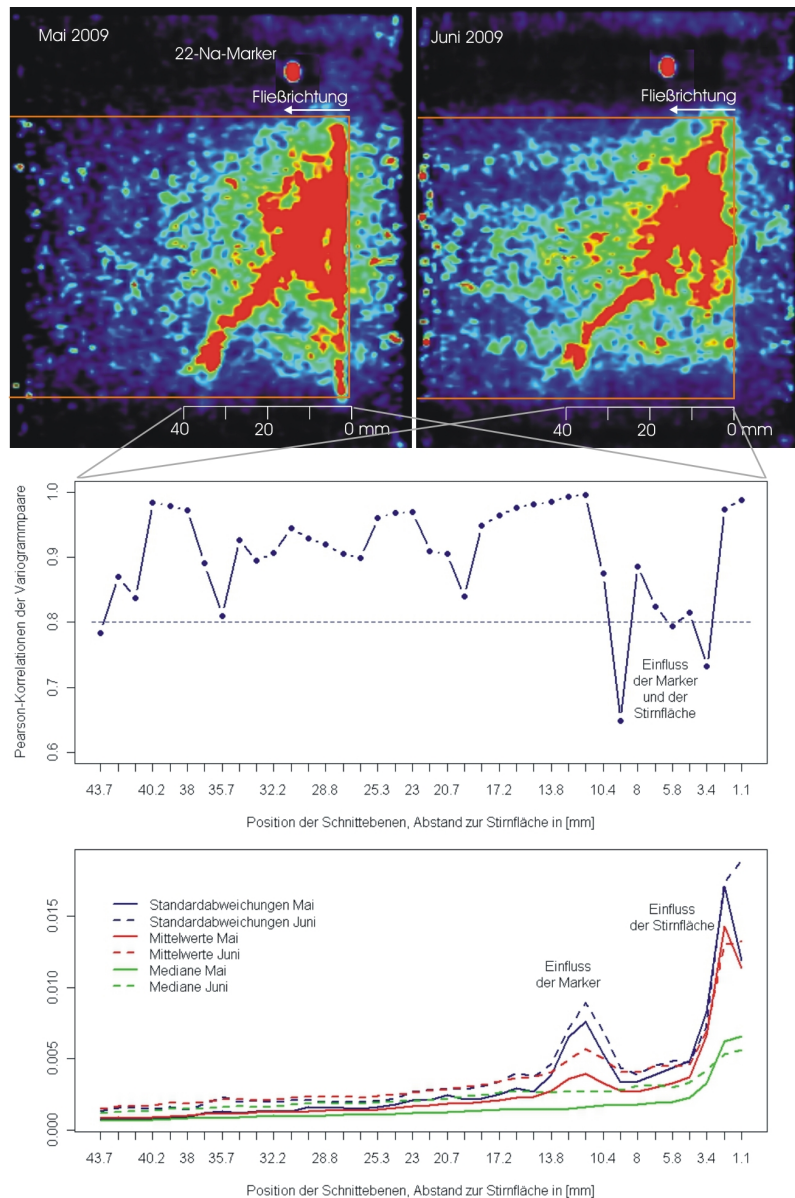 Mai 2009
22-Na-Marker
Fließrichtung
40 20 0 mm
Juni 2009
Fließrichtung
40 20 0 mm
Pearson-Korrelationen der Variogrammpaare
1.0
0.9
0.8
0.7
0.6
Einfluss
der Marker
und der
Stirnfläche
43.7 40.2 38 35.7 32.2 28.8 25.3 23 20.7 17.2 13.8 10.4 8 5.8 3.4 1.1
Position der Schnittebenen, Abstand zur Stirnfläche in [mm]
0.015
0.010
0.005
0.000
Standardabweichungen Mai
Standardabweichungen Juni
Mittelwerte Mai
Mittelwerte Juni
Mediane Mai
Mediane Juni
Einfluss
der Marker
Einfluss
der Stirnfläche
43.7 40.2 38 35.7 32.2 28.8 25.3 23 20.7 17.2 13.8 10.4 8 5.8 3.4 1.1
Position der Schnittebenen, Abstand zur Stirnfläche in [mm]